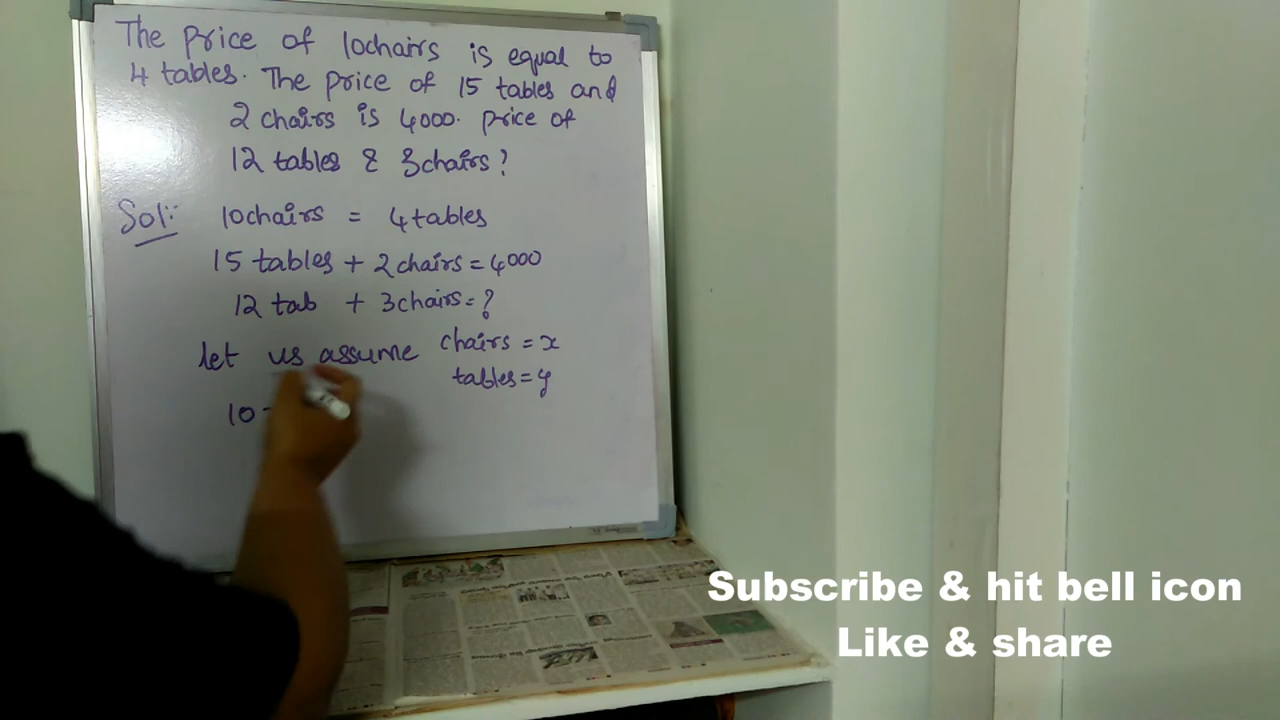 The price of 10chairs is equal to
4 tables. The price of 15 tables and
2 chairs is 4000. price of
12 tables & 3chairs?
Sol:- 10chairs = 4tables
15 tables + 2chairs = 4000
12 tab + 3chairs = ?
let us assume chairs = x
tables = y
10
Subscribe & hit bell icon
Like & share